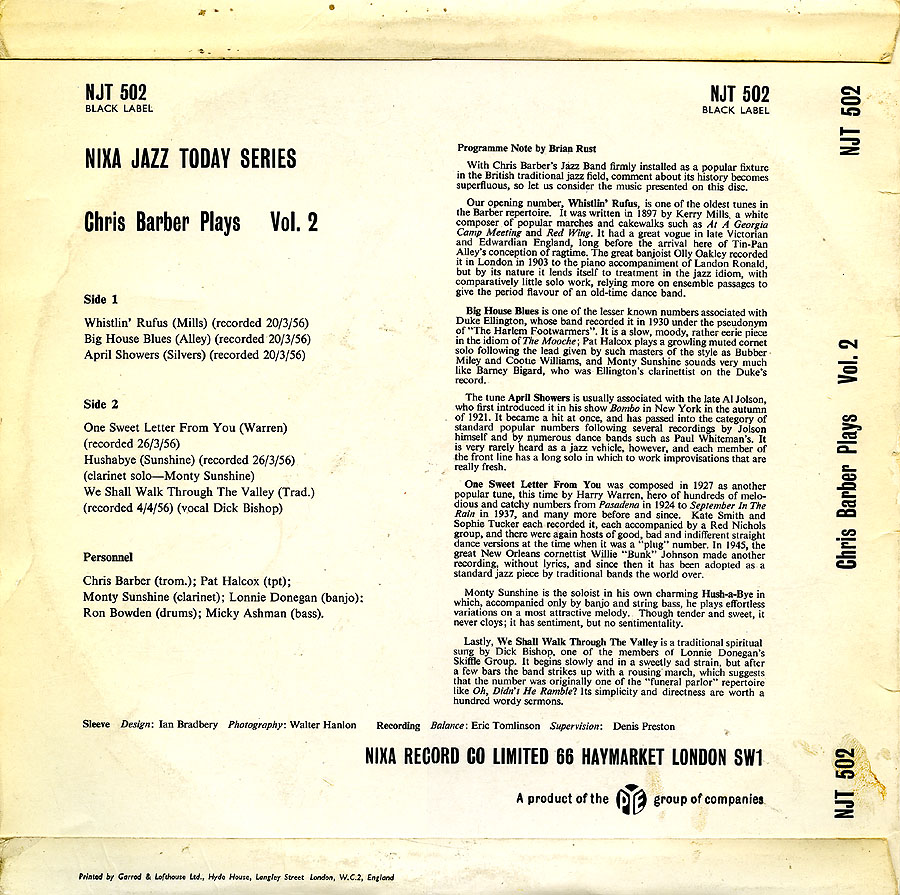 NJT 502
BLACK LABEL
NJT 502
BLACK LABEL
NJT 502
NIXA JAZZ TODAY SERIES
Chris Barber Plays Vol. 2
Side 1
Whistlin' Rufus (Mills) (recorded 20/3/56)
Big House Blues (Alley) (recorded 20/3/56)
April Showers (Silvers) (recorded 20/3/56)
Side 2
One Sweet Letter From You (Warren)
(recorded 26/3/56)
Hushabye (Sunshine) (recorded 26/3/56)
(clarinet solo—Monty Sunshine)
We Shall Walk Through The Valley (Trad.)
(recorded 4/4/56) (vocal Dick Bishop)
Personnel
Chris Barber (trom.); Pat Halcox (tpt);
Monty Sunshine (clarinet); Lonnie Donegan (banjo);
Ron Bowden (drums); Micky Ashman (bass).
Programme Note by Brian Rust
With Chris Barber's Jazz Band firmly installed as a popular fixture
in the British traditional jazz field, comment about its history becomes
superfluous, so let us consider the music presented on this disc.
Our opening number, Whistlin' Rufus, is one of the oldest tunes in
the Barber repertoire. It was written in 1897 by Kerry Mills, a white
composer of popular marches and cakewalks such as At A Georgia
Camp Meeting and Red Wing. It had a great vogue in late Victorian
and Edwardian England, long before the arrival here of Tin-Pan
Alley's conception of ragtime. The great banjoist Olly Oakley recorded
it in London in 1903 to the piano accompaniment of Landon Ronald,
but by its nature it lends itself to treatment in the jazz idiom, with
comparatively little solo work, relying more on ensemble passages to
give the period flavour of an old-time dance band.
Big House Blues is one of the lesser known numbers associated with
Duke Ellington, whose band recorded it in 1930 under the pseudonym
of "The Harlem Footwarmers". It is a slow, moody, rather eerie piece
in the idiom of The Mooche; Pat Halcox plays a growling muted cornet
solo following the lead given by such masters of the style as Bubber
Miley and Cootie Williams, and Monty Sunshine sounds very much
like Barney Bigard, who was Ellington's clarinettist on the Duke's
record.
The tune April Showers is usually associated with the late Al Jolson,
who first introduced it in his show Bombo in New York in the autumn
of 1921. It became a hit at once, and has passed into the category of
standard popular numbers following several recordings by Jolson
himself and by numerous dance bands such as Paul Whiteman's. It
is very rarely heard as a jazz vehicle, however, and each member of
the front line has a long solo in which to work improvisations that are
really fresh.
One Sweet Letter From You was composed in 1927 as another
popular tune, this time by Harry Warren, hero of hundreds of melo-
dious and catchy numbers from Pasadena in 1924 to September In The
Rain in 1937, and many more before and since. Kate Smith and
Sophie Tucker each recorded it, each accompanied by a Red Nichols
group, and there were again hosts of good, bad and indifferent straight
dance versions at the time when it was a "plug" number. In 1945, the
great New Orleans cornettist Willie "Bunk" Johnson made another
recording, without lyrics, and since then it has been adopted as a
standard jazz piece by traditional bands the world over.
Monty Sunshine is the soloist in his own charming Hush-a-Bye in
which, accompanied only by banjo and string bass, he plays effortless
variations on a most attractive melody. Though tender and sweet, it
never cloys; it has sentiment, but no sentimentality.
Lastly, We Shall Walk Through The Valley is a traditional spiritual
sung by Dick Bishop, one of the members of Lonnie Donegan's
Skiffle Group. It begins slowly and in a sweetly sad strain, but after
a few bars the band strikes up with a rousing march, which suggests
that the number was originally one of the "funeral parlor" repertoire
like Oh, Didn't He Ramble? Its simplicity and directness are worth a
hundred wordy sermons.
Chris Barber Plays Vol. 2
Sleeve Design: Ian Bradbery Photography: Walter Hanlon Recording Balance: Eric Tomlinson Supervision: Denis Preston
NIXA RECORD CO LIMITED 66 HAYMARKET LONDON SW1
A product of the PYE group of companies
NJT 502
Printed by Garrod & Lofthouse Ltd., Hyde House, Langley Street London, W.C.2, England